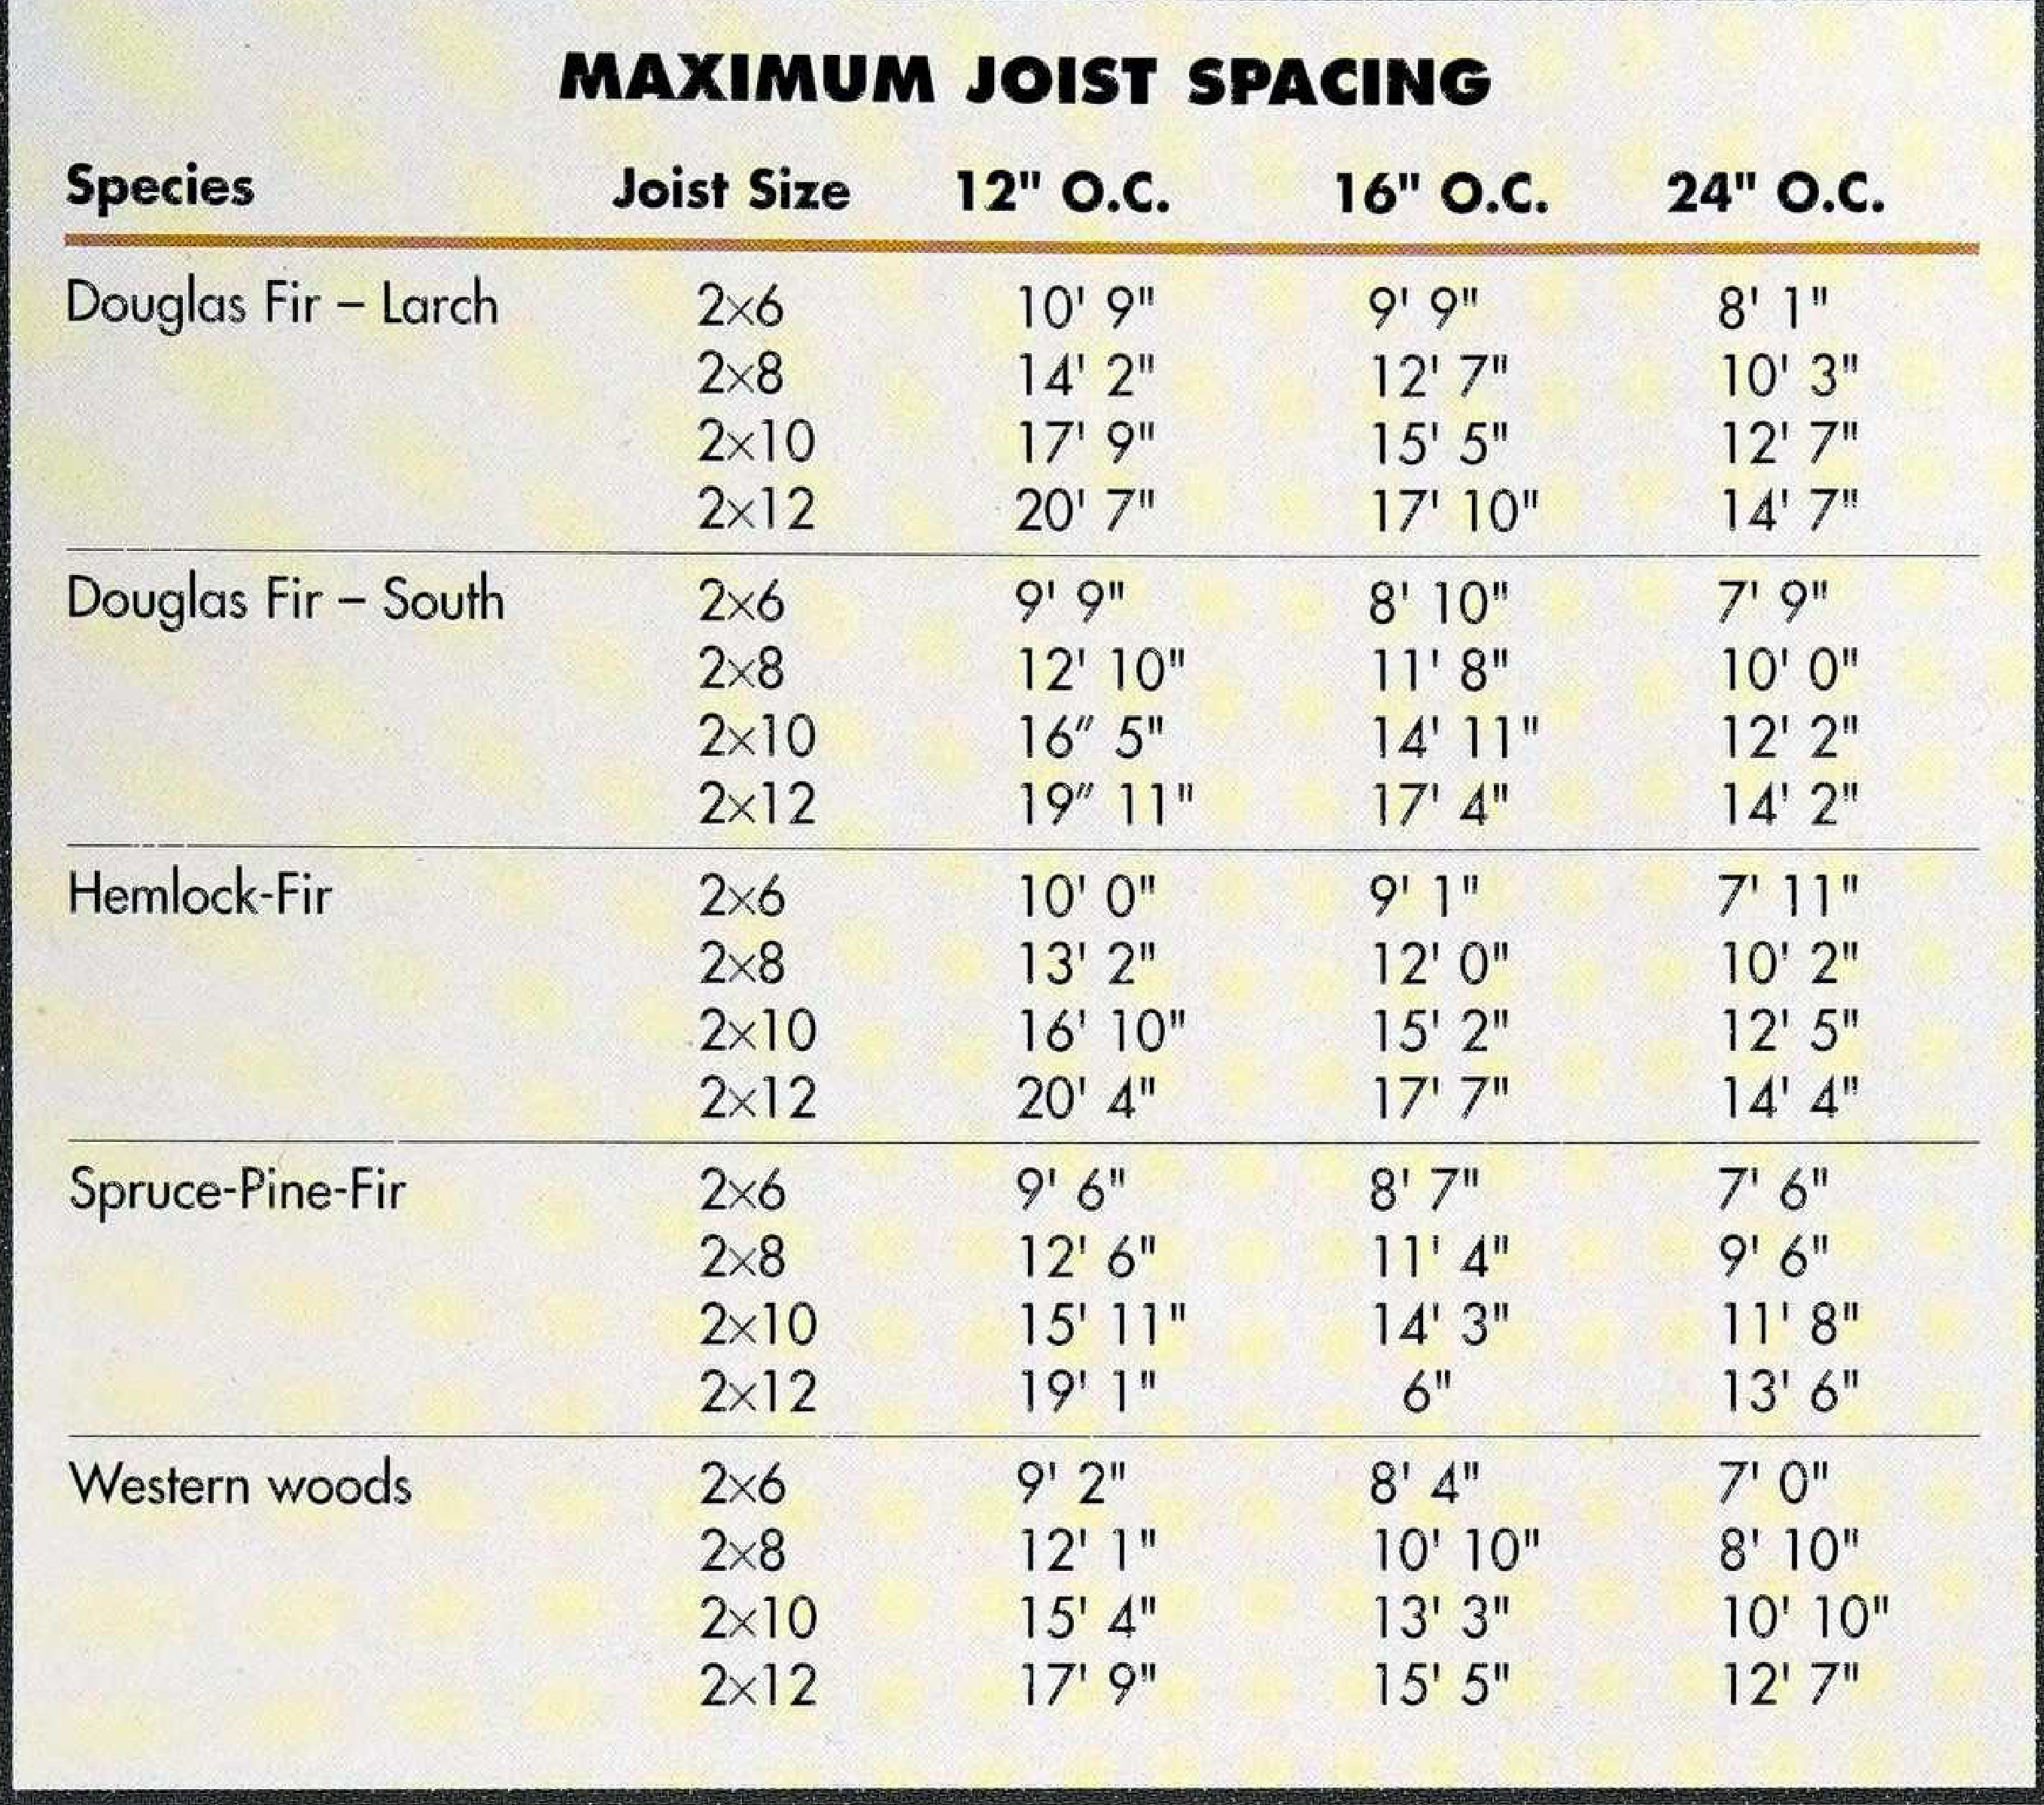 MAXIMUM JOIST SPACING
Species Joist Size 12" O.C. 16" O.C. 24" O.C.
Douglas Fir – Larch 2×6 10' 9" 9' 9" 8' 1"
2×8 14' 2" 12' 7" 10' 3"
2×10 17' 9" 15' 5" 12' 7"
2×12 20' 7" 17' 10" 14' 7"
Douglas Fir – South 2×6 9' 9" 8' 10" 7' 9"
2×8 12' 10" 11' 8" 10' 0"
2×10 16″ 5" 14' 11" 12' 2"
2×12 19″ 11" 17' 4" 14' 2"
Hemlock-Fir 2×6 10' 0" 9' 1" 7' 11"
2×8 13' 2" 12' 0" 10' 2"
2×10 16' 10" 15' 2" 12' 5"
2×12 20' 4" 17' 7" 14' 4"
Spruce-Pine-Fir 2×6 9' 6" 8' 7" 7' 6"
2×8 12' 6" 11' 4" 9' 6"
2×10 15' 11" 14' 3" 11' 8"
2×12 19' 1" 6" 13' 6"
Western woods 2×6 9' 2" 8' 4" 7' 0"
2×8 12' 1" 10' 10" 8' 10"
2×10 15' 4" 13' 3" 10' 10"
2×12 17' 9" 15' 5" 12' 7"